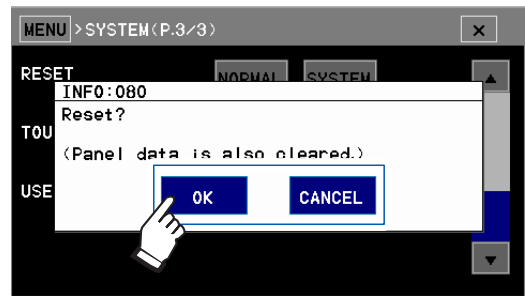 MENU >SYSTEM(P.3/3) ×
RESET NORMAL SYSTEM
INFO:080
Reset?
TOU
(Panel data is also cleared.)
USE
OK CANCEL